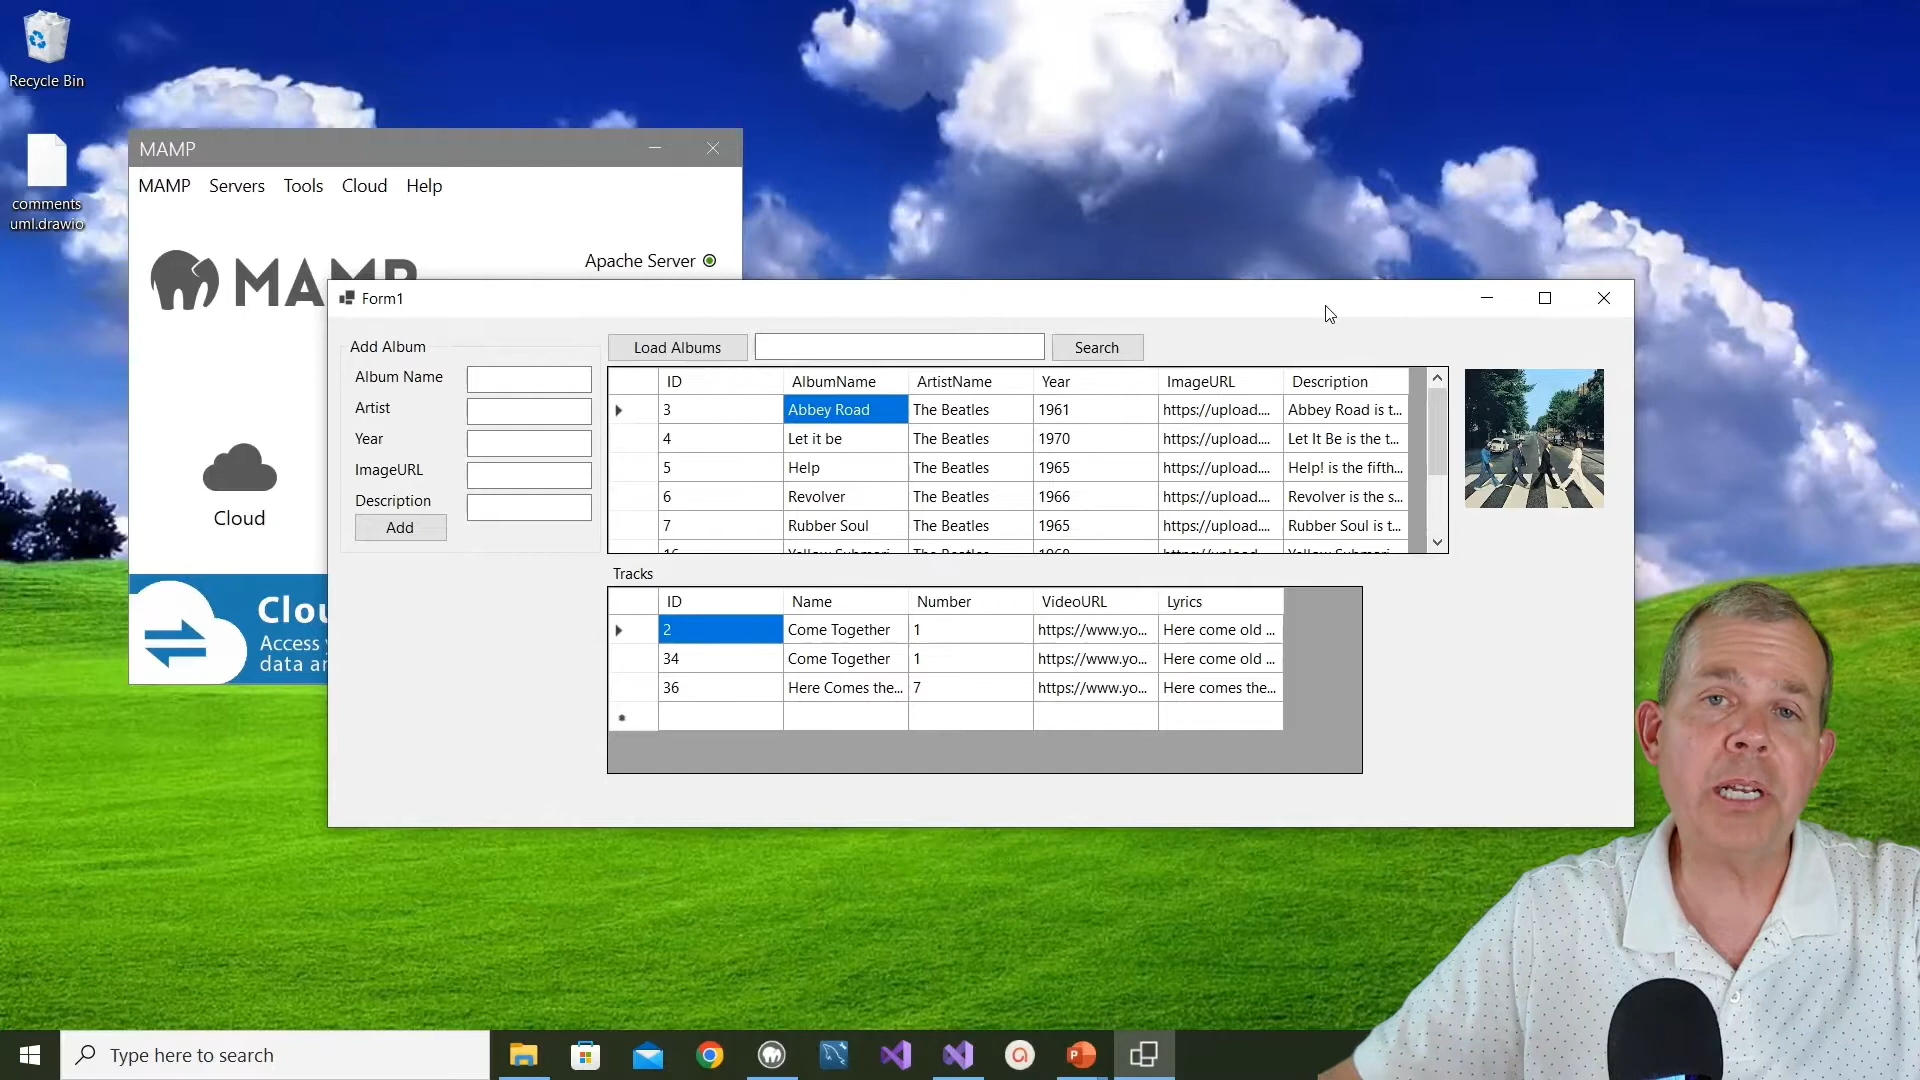 Recycle Bin
comments
uml.drawio
MAMP
MAMP Servers Tools Cloud Help
Apache Server
Cloud
Access
data
Form1
Add Album
Album Name
Artist
Year
ImageURL
Description
Add
Load Albums
Search
ID AlbumName ArtistName Year ImageURL Description
3 Abbey Road The Beatles 1961 https://upload.... Abbey Road is t...
4 Let it be The Beatles 1970 https://upload.... Let It Be is the t...
5 Help The Beatles 1965 https://upload.... Help! is the fifth...
6 Revolver The Beatles 1966 https://upload.... Revolver is the s...
7 Rubber Soul The Beatles 1965 https://upload.... Rubber Soul is t...
Tracks
ID Name Number VideoURL Lyrics
2 Come Together 1 https://www.yo... Here come old ...
34 Come Together 1 https://www.yo... Here come old ...
36 Here Comes the... 7 https://www.yo... Here comes the...
Type here to search